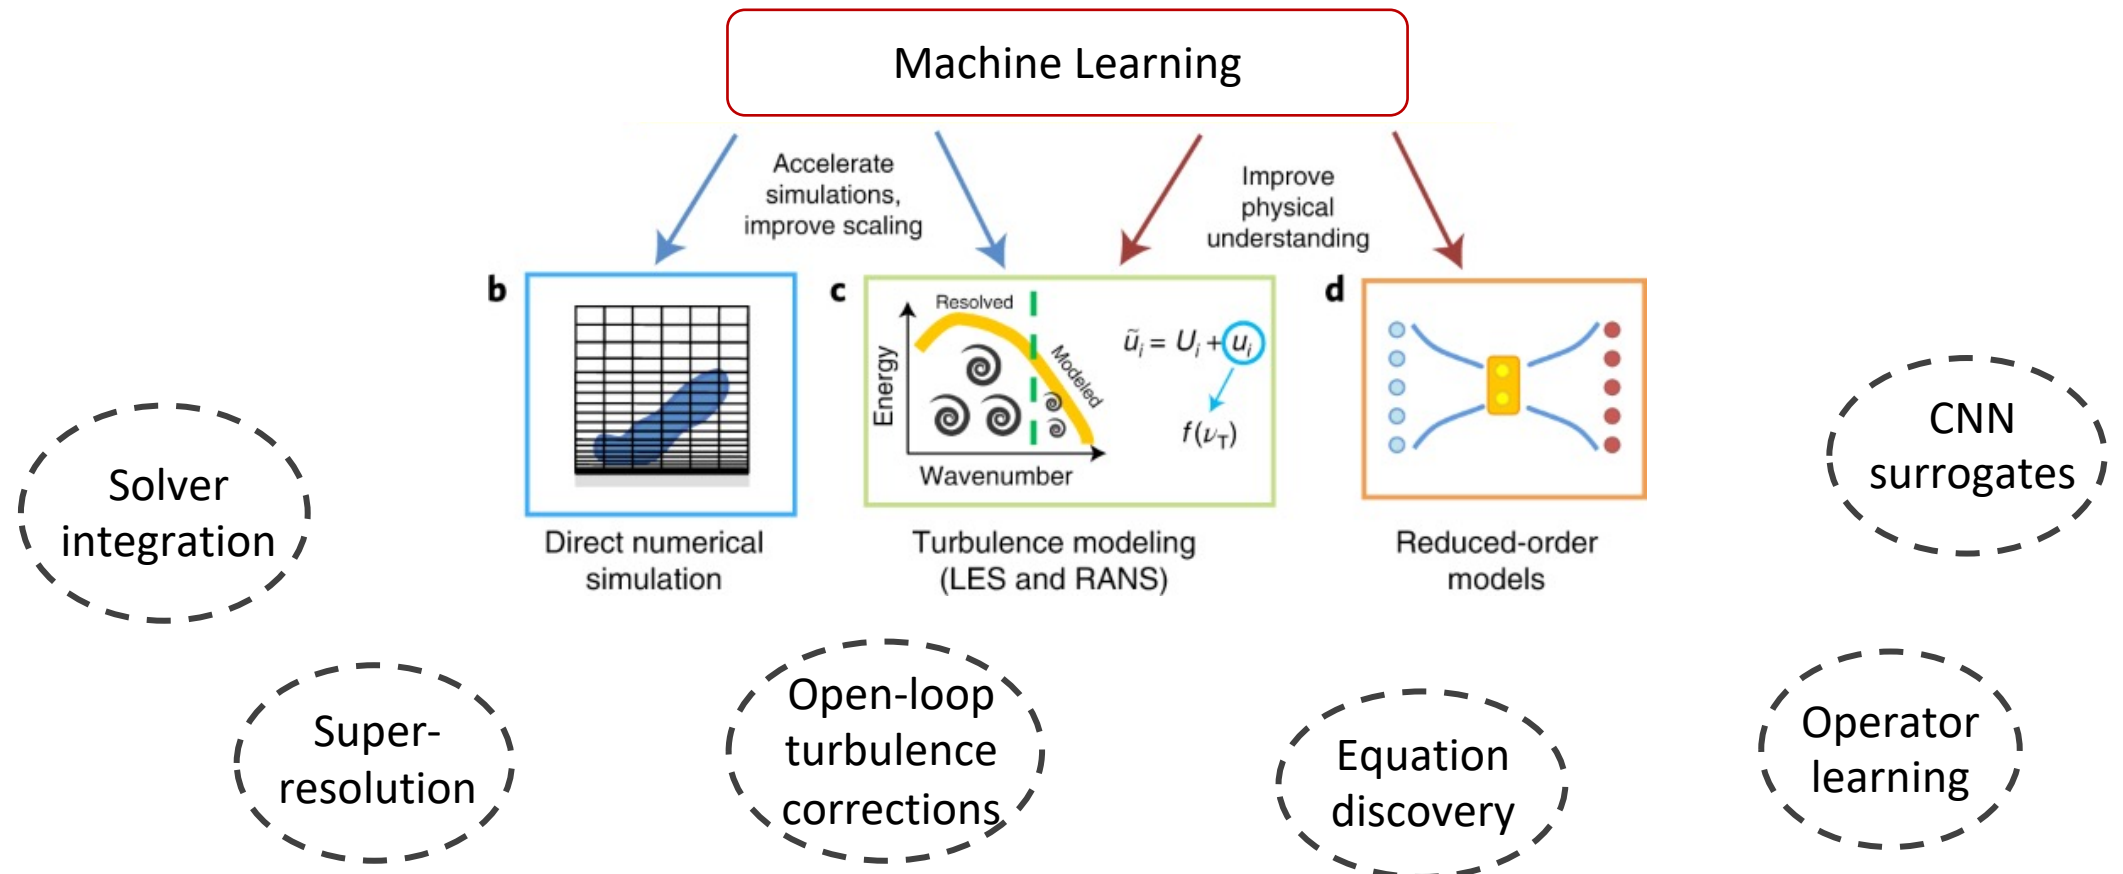 Machine Learning
Accelerate
simulations,
improve scaling
Improve
physical
understanding
b
c
d
Resolved
Modeled
Energy
Wavenumber
ũᵢ = Uᵢ + uᵢ
f(νT)
Direct numerical
simulation
Turbulence modeling
(LES and RANS)
Reduced-order
models
Solver
integration
CNN
surrogates
Super-
resolution
Open-loop
turbulence
corrections
Equation
discovery
Operator
learning